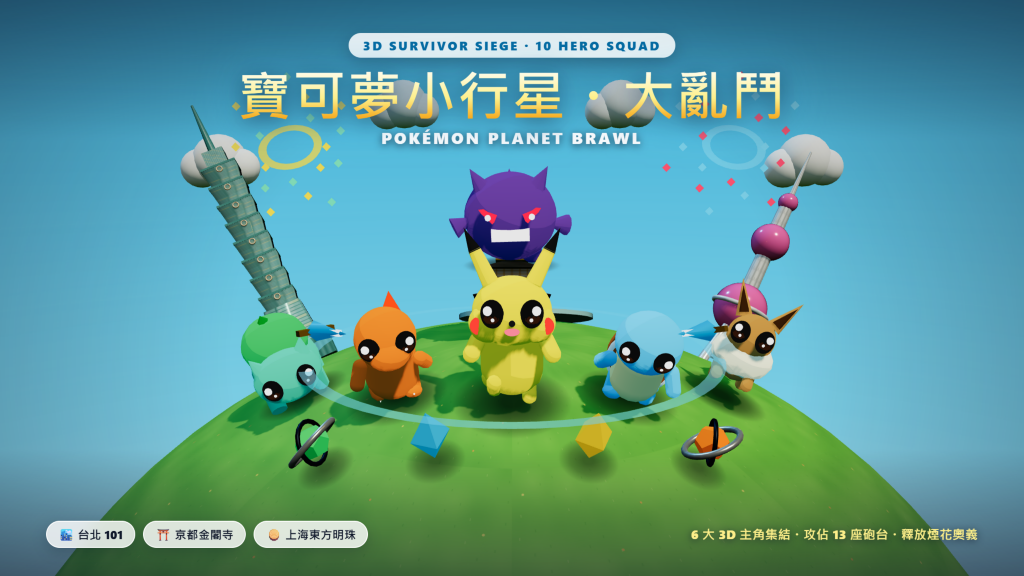 3D SURVIVOR SIEGE · 10 HERO SQUAD
寶可夢小行星 · 大亂鬥
POKÉMON PLANET BRAWL
台北 101
京都金閣寺
上海東方明珠
6 大 3D 主角集結 · 攻佔 13 座砲台 · 釋放煙花奧義